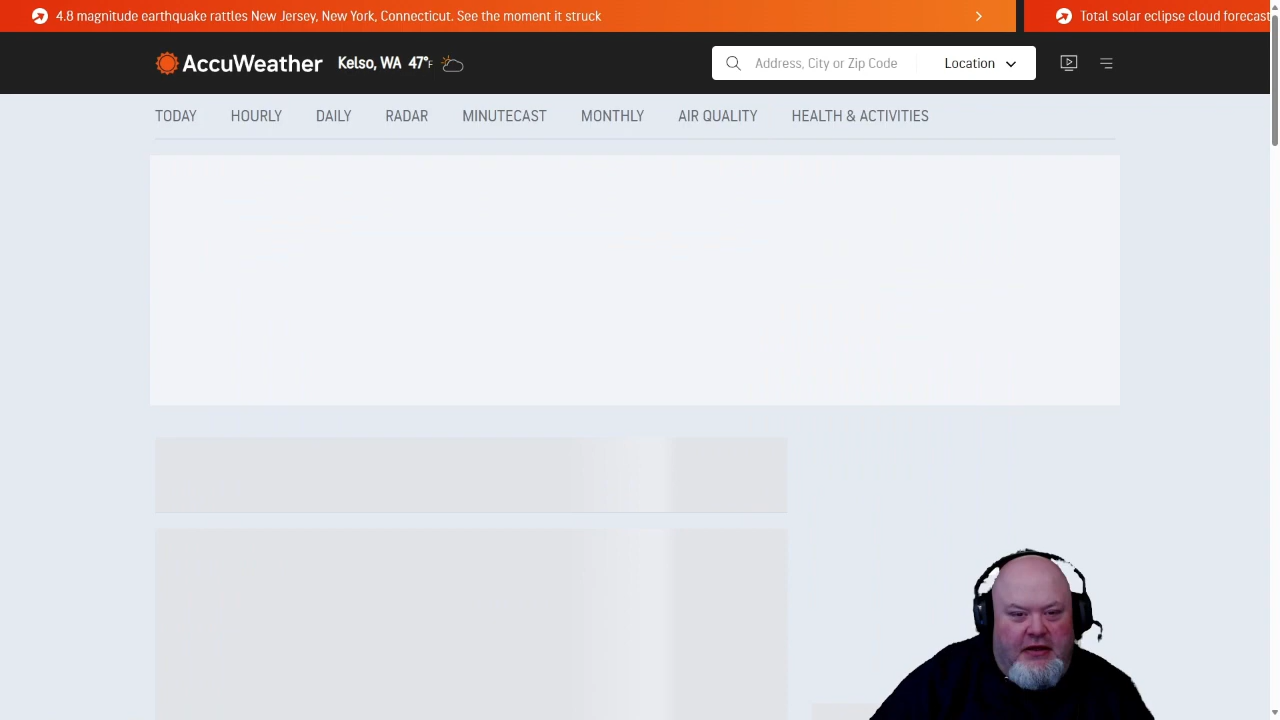 4.8 magnitude earthquake rattles New Jersey, New York, Connecticut. See the moment it struck
Total solar eclipse cloud forecast
AccuWeather
Kelso, WA 47°F
Address, City or Zip Code
Location
TODAY
HOURLY
DAILY
RADAR
MINUTECAST
MONTHLY
AIR QUALITY
HEALTH & ACTIVITIES